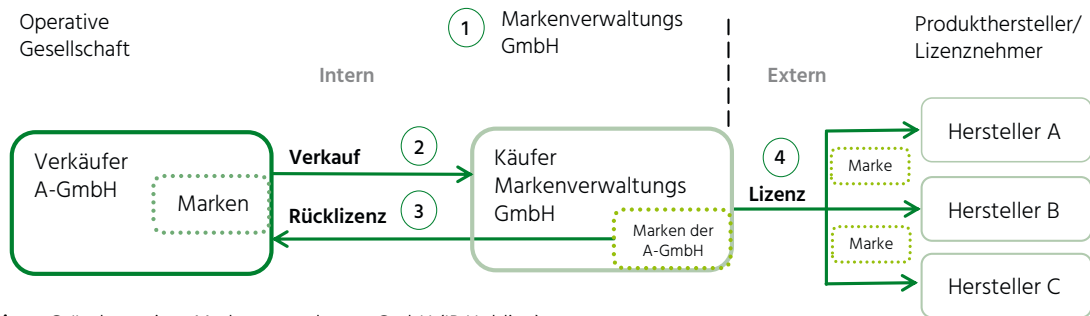 Operative
Gesellschaft
1
Markenverwaltungs
GmbH
Produkthersteller/
Lizenznehmer
Intern
Extern
Verkäufer
A-GmbH
Marken
Verkauf
2
Rücklizenz
3
Käufer
Markenverwaltungs
GmbH
Marken der
A-GmbH
4
Lizenz
Marke
Marke
Hersteller A
Hersteller B
Hersteller C